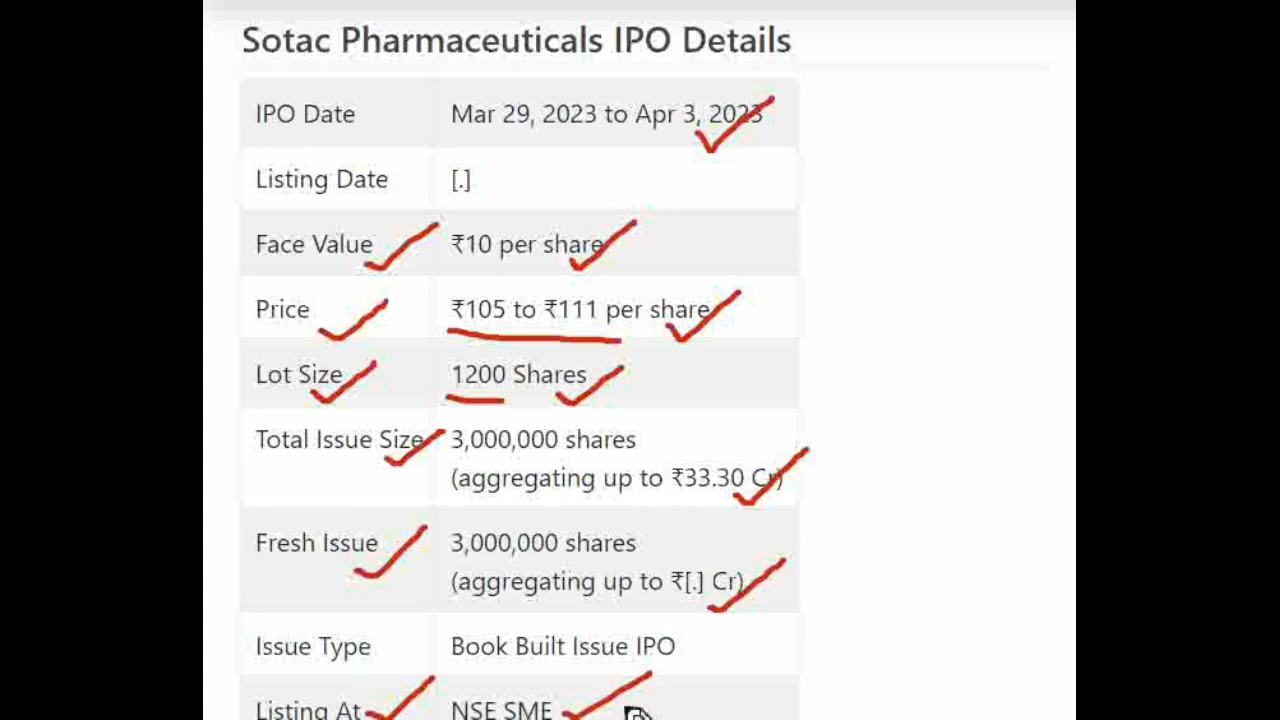 Sotac Pharmaceuticals IPO Details
IPO Date Mar 29, 2023 to Apr 3, 2023
Listing Date [.]
Face Value ₹10 per share
Price ₹105 to ₹111 per share
Lot Size 1200 Shares
Total Issue Size 3,000,000 shares
(aggregating up to ₹33.30 Cr)
Fresh Issue 3,000,000 shares
(aggregating up to ₹[.] Cr)
Issue Type Book Built Issue IPO
Listing At NSE SME